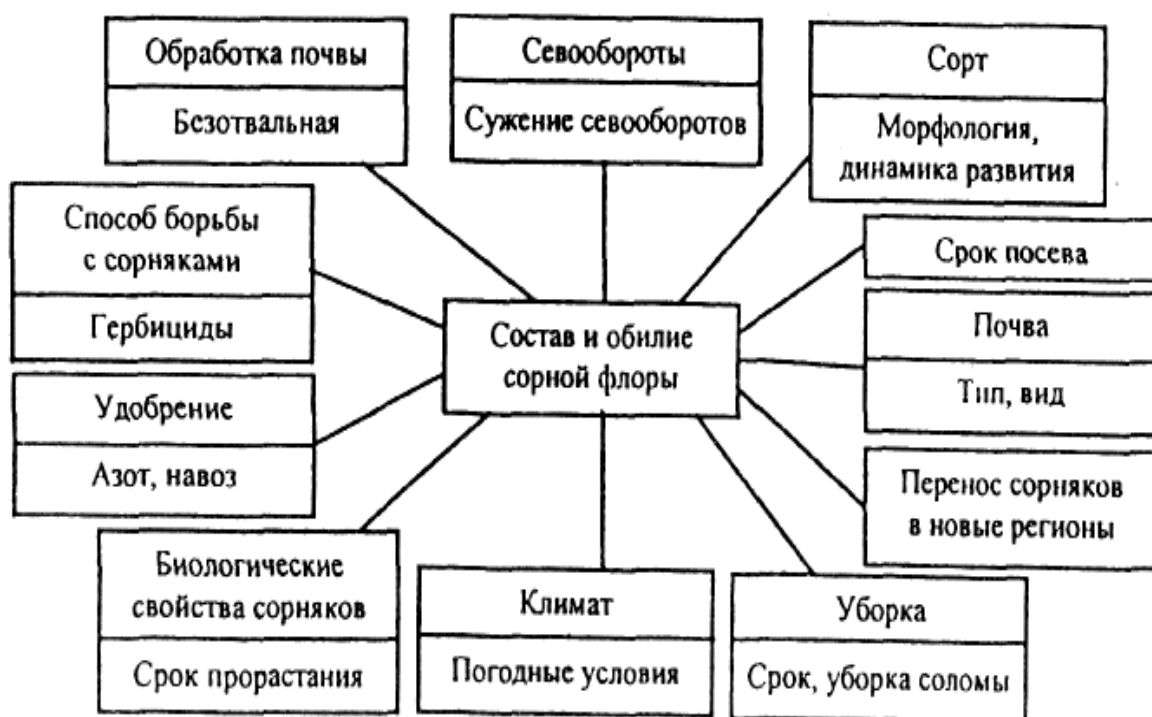 Обработка почвы
Безотвальная
Севообороты
Сужение севооборотов
Сорт
Морфология,
динамика развития
Способ борьбы
с сорняками
Гербициды
Срок посева
Состав и обилие
сорной флоры
Почва
Тип, вид
Удобрение
Азот, навоз
Перенос сорняков
в новые регионы
Биологические
свойства сорняков
Срок прорастания
Климат
Погодные условия
Уборка
Срок, уборка соломы